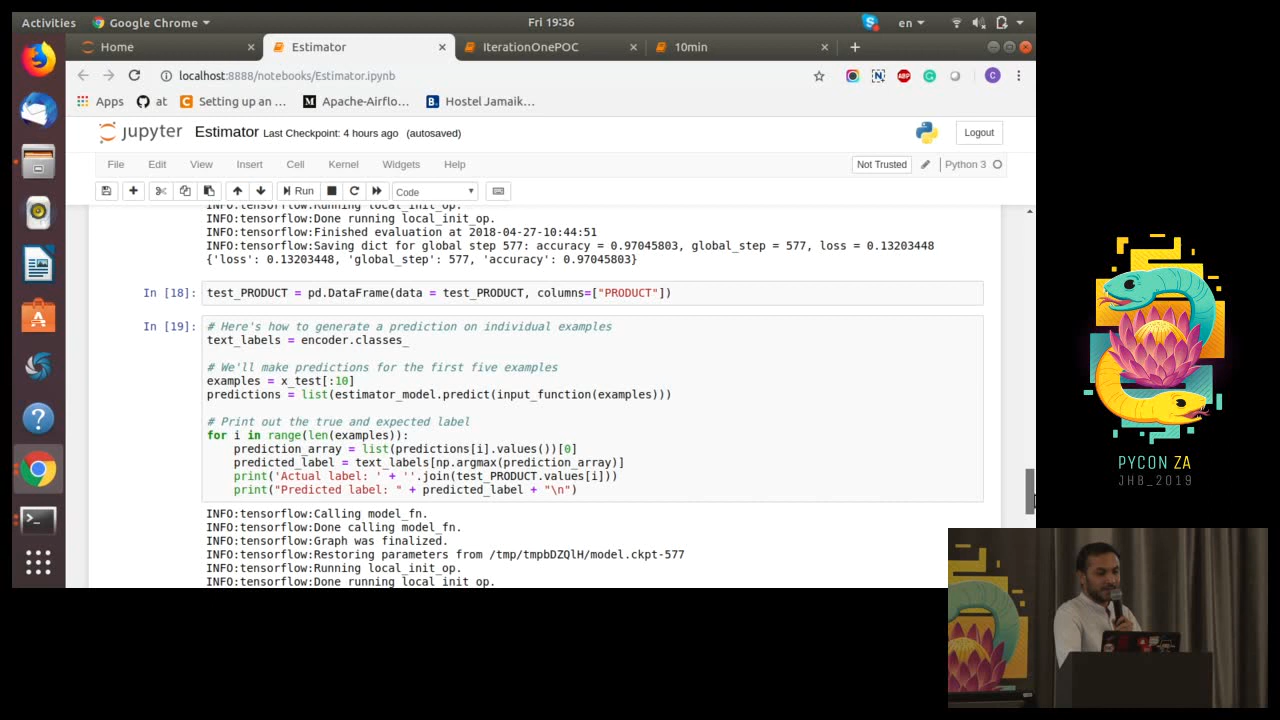 Activities
Google Chrome
Fri 19:36
en
Home
Estimator
IterationOnePOC
10min
localhost:8888/notebooks/Estimator.ipynb
Apps
at
Setting up an ...
Apache-Airflo...
Hostel Jamaik...
jupyter
Estimator Last Checkpoint: 4 hours ago (autosaved)
Logout
File Edit View Insert Cell Kernel Widgets Help
Not Trusted
Python 3
Run
Code
INFO:tensorflow:Running local_init_op.
INFO:tensorflow:Done running local_init_op.
INFO:tensorflow:Finished evaluation at 2018-04-27-10:44:51
INFO:tensorflow:Saving dict for global step 577: accuracy = 0.97045803, global_step = 577, loss = 0.13203448
{'loss': 0.13203448, 'global_step': 577, 'accuracy': 0.97045803}
In [18]: test_PRODUCT = pd.DataFrame(data = test_PRODUCT, columns=["PRODUCT"])
In [19]: # Here's how to generate a prediction on individual examples
text_labels = encoder.classes_
# We'll make predictions for the first five examples
examples = x_test[:10]
predictions = list(estimator_model.predict(input_function(examples)))
# Print out the true and expected label
for i in range(len(examples)):
prediction_array = list(predictions[i].values())[0]
predicted_label = text_labels[np.argmax(prediction_array)]
print('Actual label: ' + ''.join(test_PRODUCT.values[i]))
print("Predicted label: " + predicted_label + "\n")
INFO:tensorflow:Calling model_fn.
INFO:tensorflow:Done calling model_fn.
INFO:tensorflow:Graph was finalized.
INFO:tensorflow:Restoring parameters from /tmp/tmpbDZQlH/model.ckpt-577
INFO:tensorflow:Running local_init_op.
INFO:tensorflow:Done running local_init_op.
PYCON ZA
JHB_2019